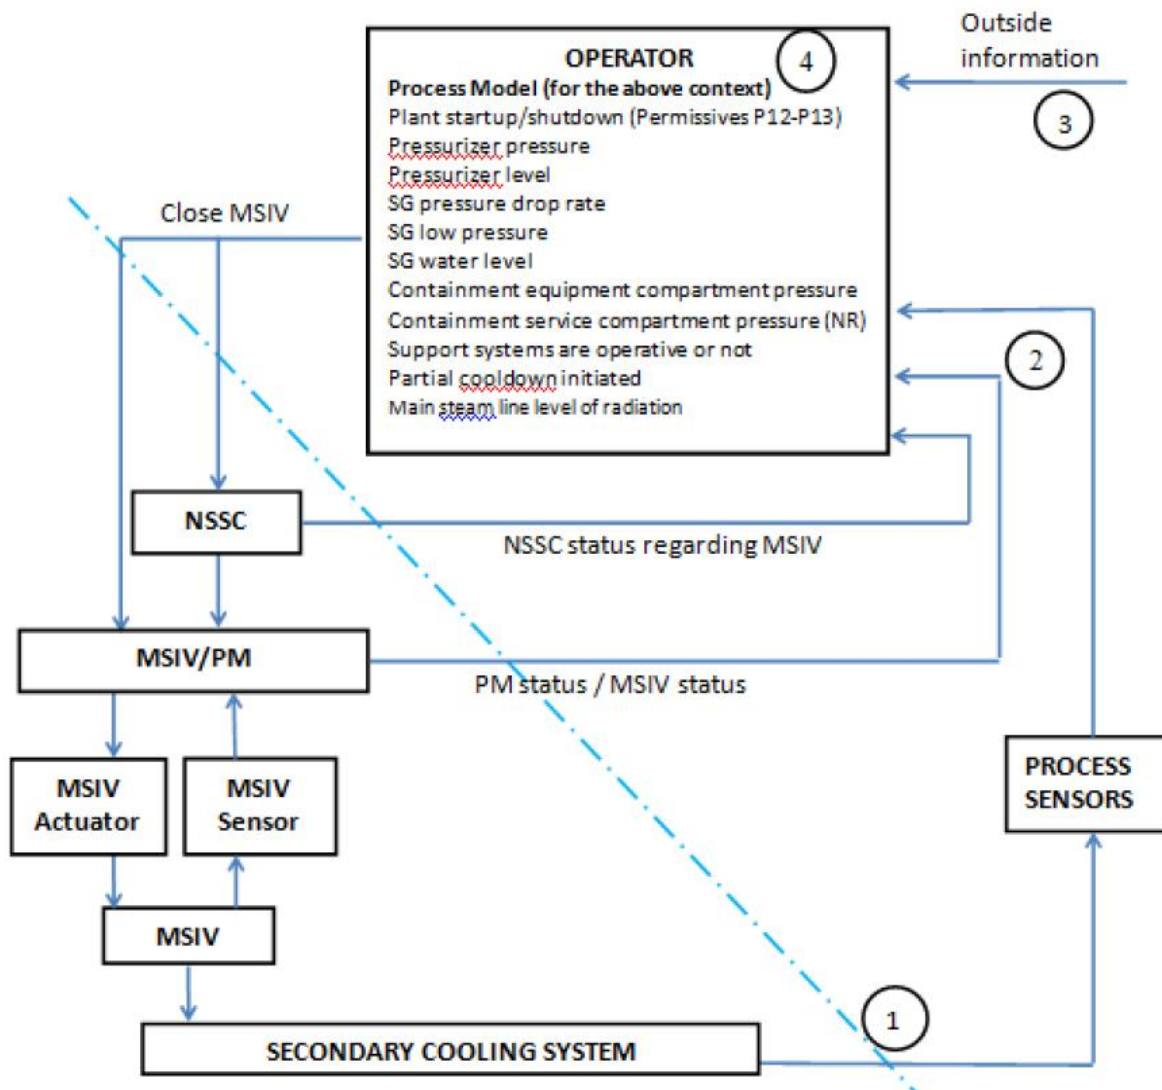 Outside
information
OPERATOR
4
Process Model (for the above context)
Plant startup/shutdown (Permissives P12-P13)
3
Pressurizer pressure
Pressurizer level
SG pressure drop rate
Close MSIV
SG low pressure
SG water level
Containment equipment compartment pressure
Containment service compartment pressure (NR)
Support systems are operative or not
2
Partial cooldown initiated
Main steam line level of radiation
NSSC
NSSC status regarding MSIV
MSIV/PM
PM status / MSIV status
MSIV
Actuator
MSIV
Sensor
PROCESS
SENSORS
MSIV
1
SECONDARY COOLING SYSTEM